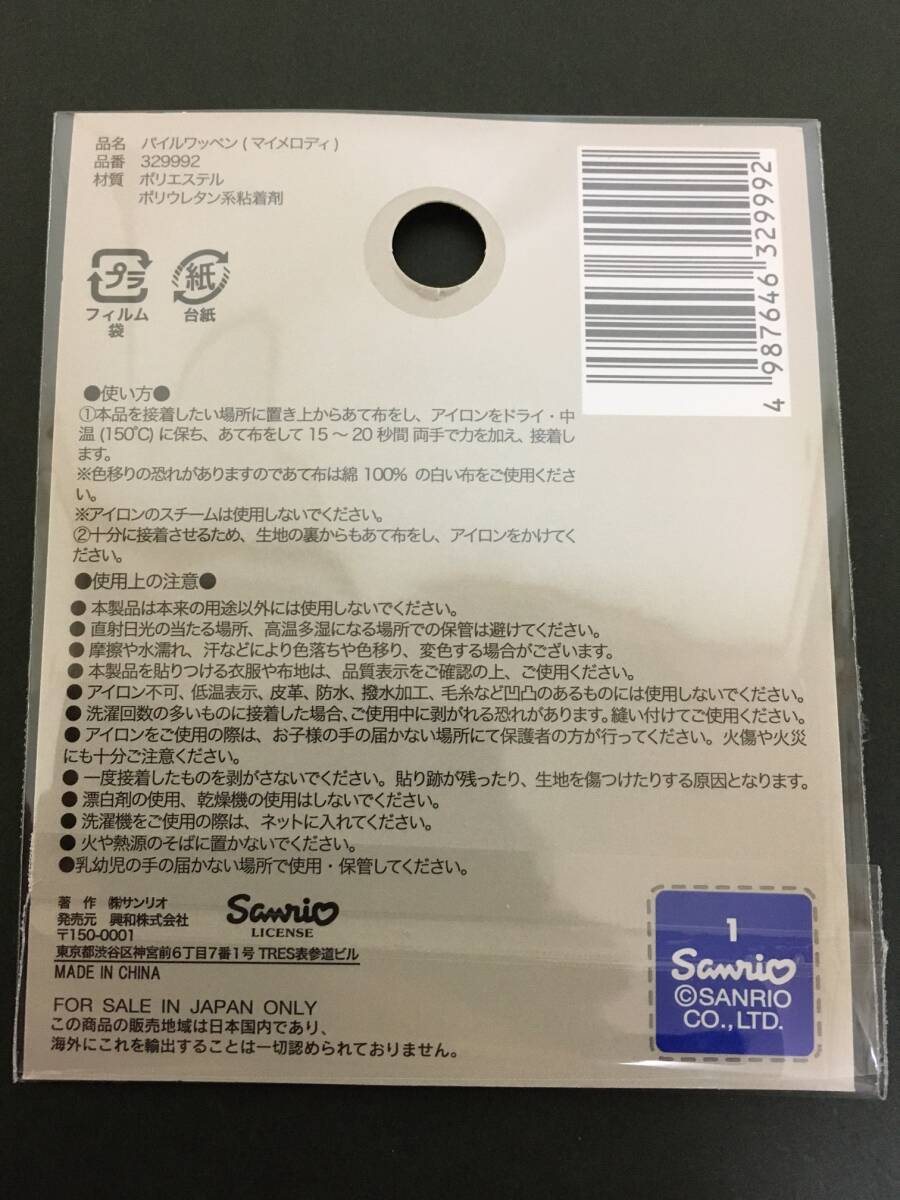 品名 パイルワッペン(マイメロディ)
品番 329992
材質 ポリエステル
ポリウレタン系粘着剤
プラ
フィルム
袋
紙
台紙
4 987646 329992
●使い方●
①本品を接着したい場所に置き上からあて布をし、アイロンをドライ・中
温(150℃)に保ち、あて布をして15～20秒間 両手で力を加え、接着し
ます。
※色移りの恐れがありますのであて布は綿100% の白い布をご使用くださ
い。
※アイロンのスチームは使用しないでください。
②十分に接着させるため、生地の裏からもあて布をし、アイロンをかけてく
ださい。
●使用上の注意●
● 本製品は本来の用途以外には使用しないでください。
● 直射日光の当たる場所、高温多湿になる場所での保管は避けてください。
● 摩擦や水濡れ、汗などにより色落ちや色移り、変色する場合がございます。
● 本製品を貼りつける衣服や布地は、品質表示をご確認の上、ご使用ください。
● アイロン不可、低温表示、皮革、防水、撥水加工、毛糸など凹凸のあるものには使用しないでください。
● 洗濯回数の多いものに接着した場合、ご使用中に剥がれる恐れがあります。縫い付けてご使用ください。
● アイロンをご使用の際は、お子様の手の届かない場所にて保護者の方が行ってください。火傷や火災
にも十分ご注意ください。
● 一度接着したものを剥がさないでください。貼り跡が残ったり、生地を傷つけたりする原因となります。
● 漂白剤の使用、乾燥機の使用はしないでください。
● 洗濯機をご使用の際は、ネットに入れてください。
● 火や熱源のそばに置かないでください。
●乳幼児の手の届かない場所で使用・保管してください。
著 作 ㈱サンリオ
発売元 興和株式会社
〒150-0001
東京都渋谷区神宮前6丁目7番1号 TRES表参道ビル
MADE IN CHINA
Sanrio
LICENSE
FOR SALE IN JAPAN ONLY
この商品の販売地域は日本国内であり、
海外にこれを輸出することは一切認められておりません。
1
Sanrio
©SANRIO
CO.,LTD.